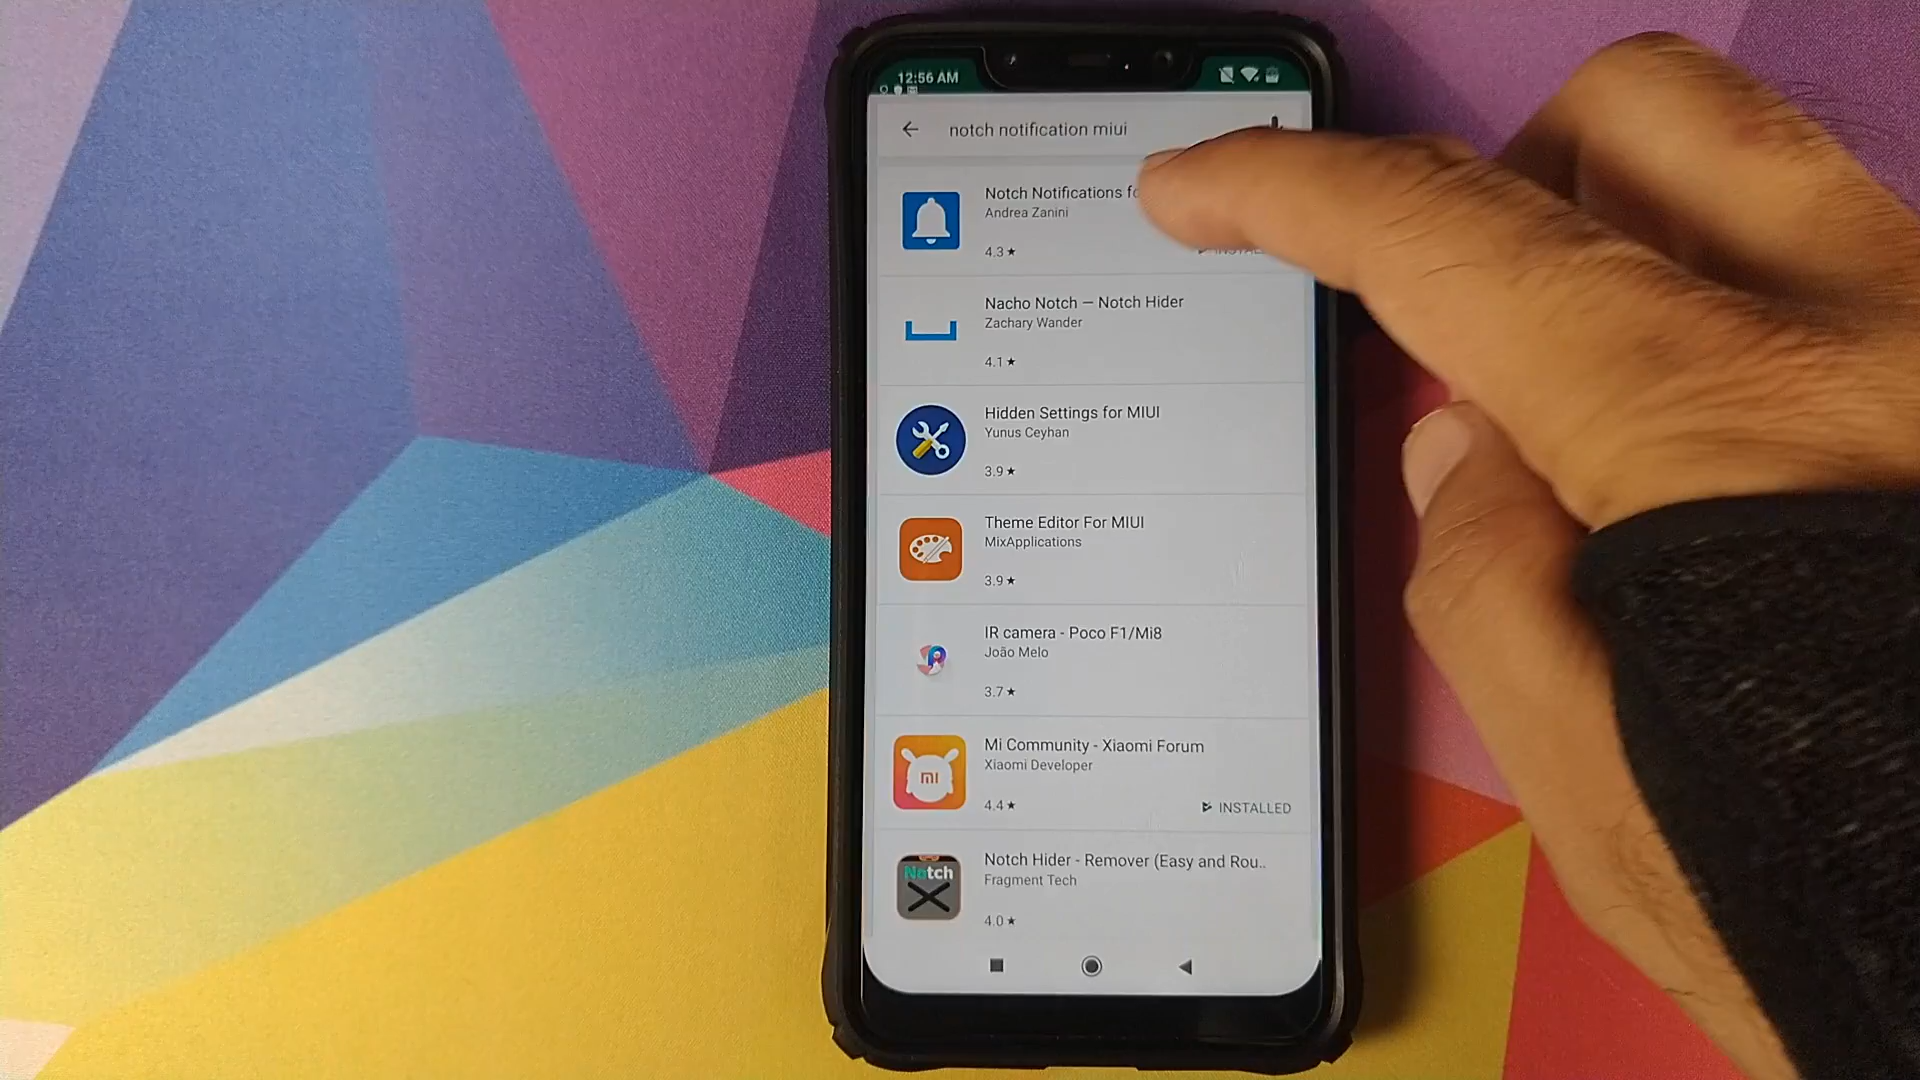 12:56 AM
notch notification miui
Notch Notifications
Andrea Zanini
4.3★
Nacho Notch – Notch Hider
Zachary Wander
4.1★
Hidden Settings for MIUI
Yunus Ceyhan
3.9★
Theme Editor For MIUI
MixApplications
3.9★
IR camera - Poco F1/Mi8
João Melo
3.7★
mi
Mi Community - Xiaomi Forum
Xiaomi Developer
4.4★
INSTALLED
Notch
Notch Hider - Remover (Easy and Rou..
Fragment Tech
4.0★